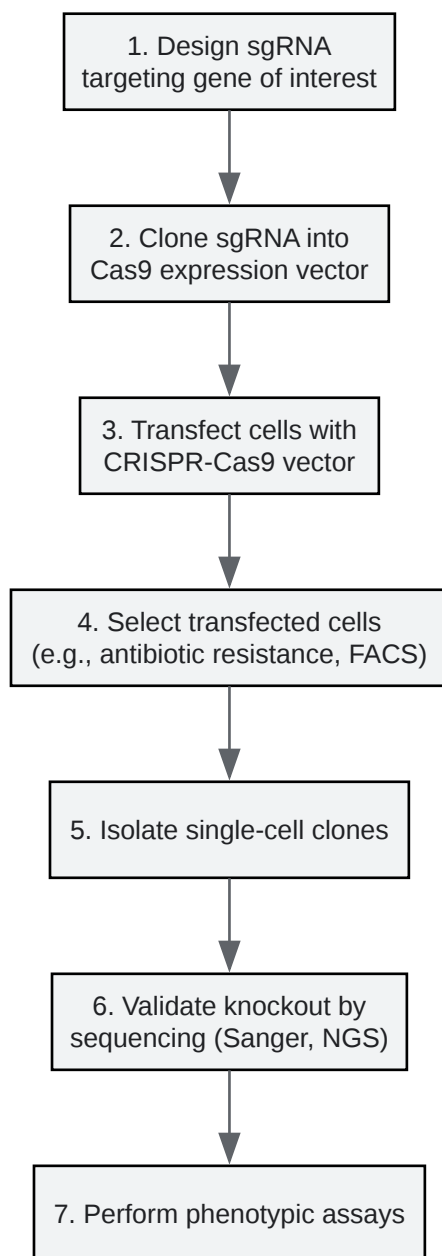 1. Design sgRNA
targeting gene of interest
2. Clone sgRNA into
Cas9 expression vector
3. Transfect cells with
CRISPR-Cas9 vector
4. Select transfected cells
(e.g., antibiotic resistance, FACS)
5. Isolate single-cell clones
6. Validate knockout by
sequencing (Sanger, NGS)
7. Perform phenotypic assays